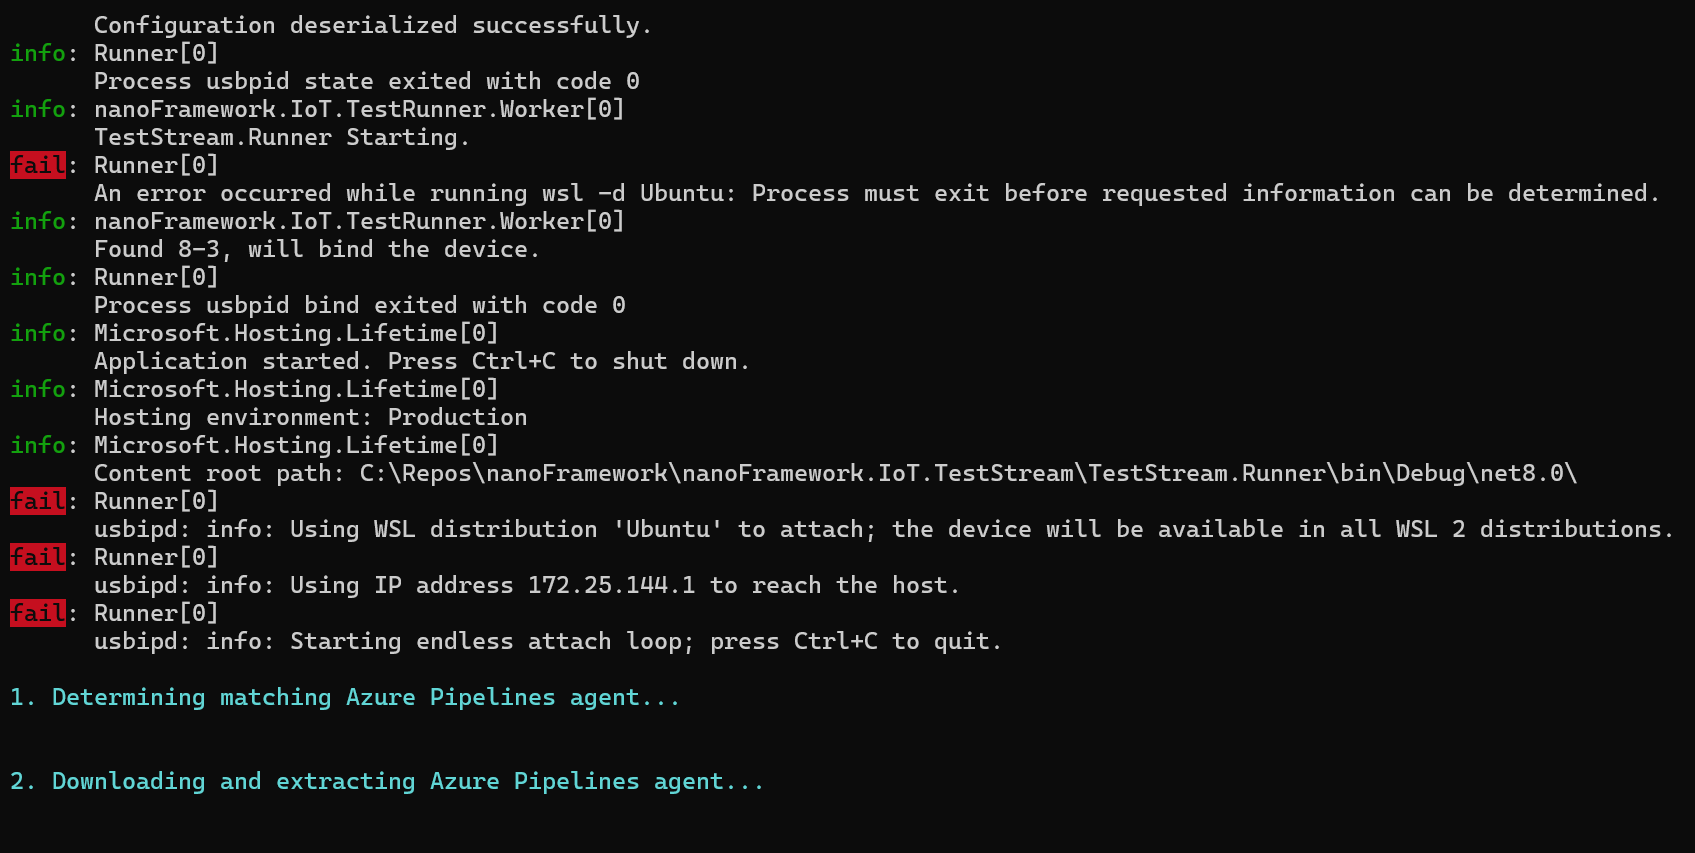 Configuration deserialized successfully.
info: Runner[0]
Process usbpid state exited with code 0
info: nanoFramework.IoT.TestRunner.Worker[0]
TestStream.Runner Starting.
fail: Runner[0]
An error occurred while running wsl -d Ubuntu: Process must exit before requested information can be determined.
info: nanoFramework.IoT.TestRunner.Worker[0]
Found 8-3, will bind the device.
info: Runner[0]
Process usbpid bind exited with code 0
info: Microsoft.Hosting.Lifetime[0]
Application started. Press Ctrl+C to shut down.
info: Microsoft.Hosting.Lifetime[0]
Hosting environment: Production
info: Microsoft.Hosting.Lifetime[0]
Content root path: C:\Repos\nanoFramework\nanoFramework.IoT.TestStream\TestStream.Runner\bin\Debug\net8.0\
fail: Runner[0]
usbipd: info: Using WSL distribution 'Ubuntu' to attach; the device will be available in all WSL 2 distributions.
fail: Runner[0]
usbipd: info: Using IP address 172.25.144.1 to reach the host.
fail: Runner[0]
usbipd: info: Starting endless attach loop; press Ctrl+C to quit.
1. Determining matching Azure Pipelines agent...
2. Downloading and extracting Azure Pipelines agent...